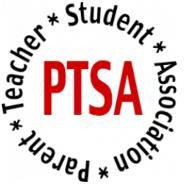 Parent * Teacher * Student * Association *
PTSA